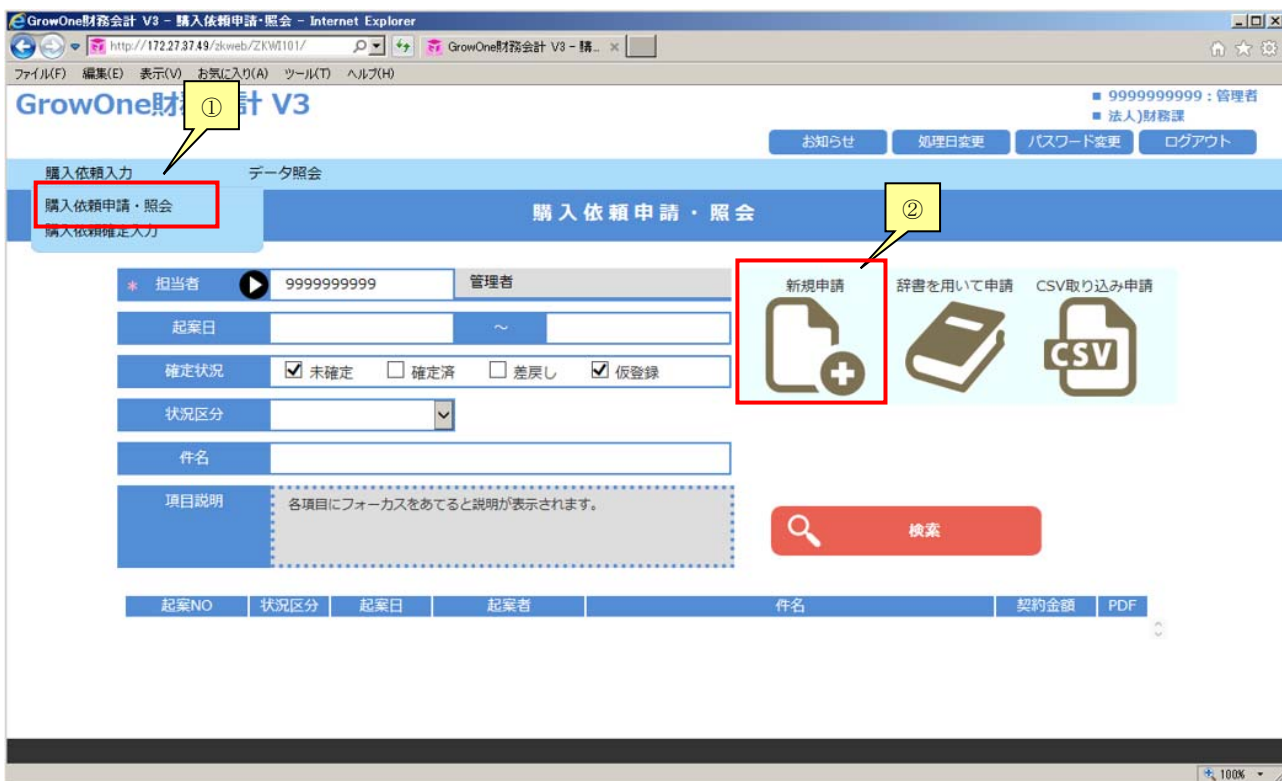 GrowOne財務会計 V3 - 購入依頼申請・照会 - Internet Explorer
http://172.27.37.49/zkweb/ZKWI101/
GrowOne財務会計 V3 - 購...
ファイル(F) 編集(E) 表示(V) お気に入り(A) ツール(T) ヘルプ(H)
GrowOne財 計 V3
①
■ 9999999999：管理者
■ 法人)財務課
お知らせ 処理日変更 パスワード変更 ログアウト
購入依頼入力 データ照会
購入依頼申請・照会
購入依頼確定入力
購入依頼申請・照会
②
* 担当者 9999999999 管理者
起案日 ～
確定状況 未確定 確定済 差戻し 仮登録
状況区分
件名
項目説明 各項目にフォーカスをあてると説明が表示されます。
新規申請 辞書を用いて申請 CSV取り込み申請
CSV
検索
起案NO 状況区分 起案日 起案者 件名 契約金額 PDF
100%